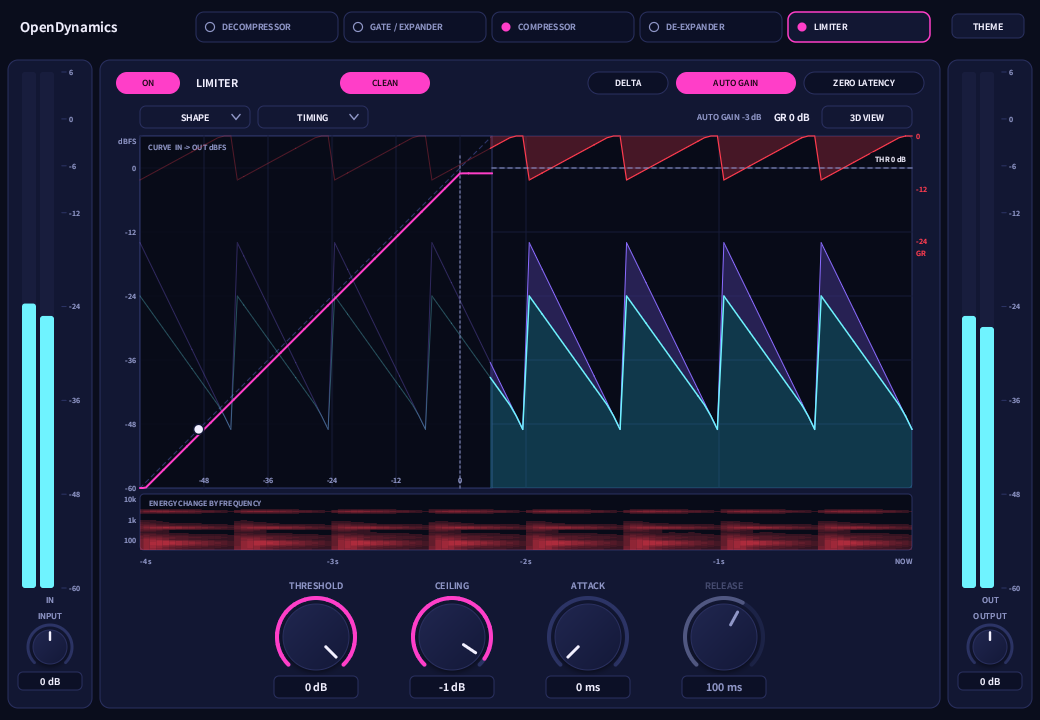 OpenDynamics
DECOMPRESSOR
GATE / EXPANDER
COMPRESSOR
DE-EXPANDER
LIMITER
THEME
ON
LIMITER
CLEAN
DELTA
AUTO GAIN
ZERO LATENCY
SHAPE
TIMING
AUTO GAIN -3 dB
GR 0 dB
3D VIEW
6
0
-6
-12
-24
-36
-48
-60
IN
INPUT
0 dB
dBFS
0
-12
-24
-36
-48
-60
CURVE IN -> OUT dBFS
THR 0 dB
0
-12
-24
GR
-48
-36
-24
-12
0
10k
1k
100
ENERGY CHANGE BY FREQUENCY
-4s
-3s
-2s
-1s
NOW
THRESHOLD
CEILING
ATTACK
RELEASE
0 dB
-1 dB
0 ms
100 ms
6
0
-6
-12
-24
-36
-48
-60
OUT
OUTPUT
0 dB